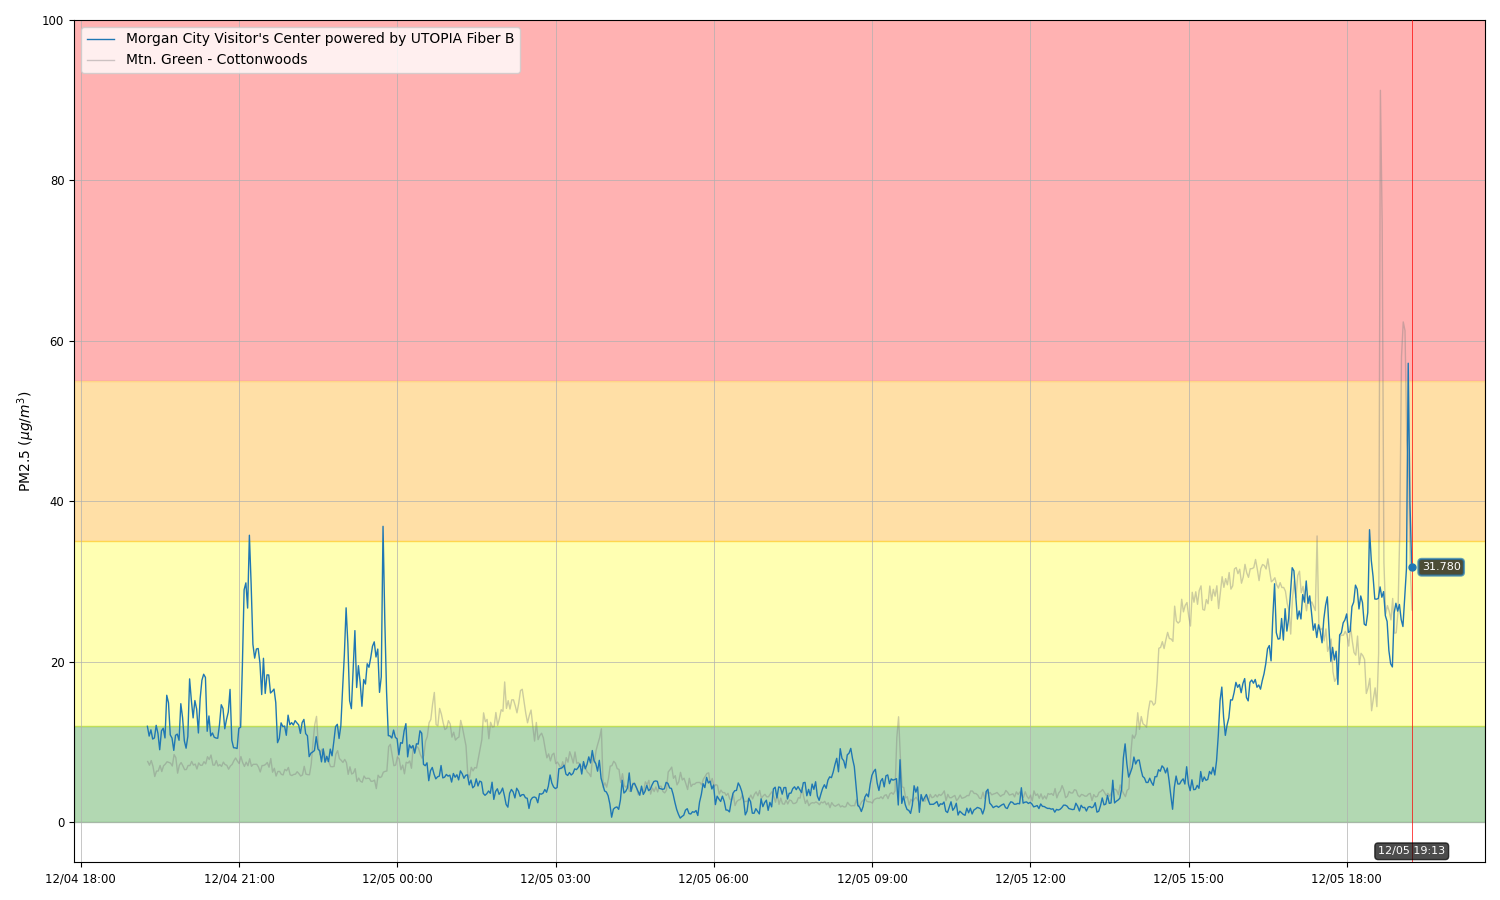 Morgan City Visitor's Center powered by UTOPIA Fiber B
Mtn. Green - Cottonwoods
PM2.5 (μg/m³)
100
80
60
40
20
0
31.780
12/05 19:13
12/04 18:00 12/04 21:00 12/05 00:00 12/05 03:00 12/05 06:00 12/05 09:00 12/05 12:00 12/05 15:00 12/05 18:00